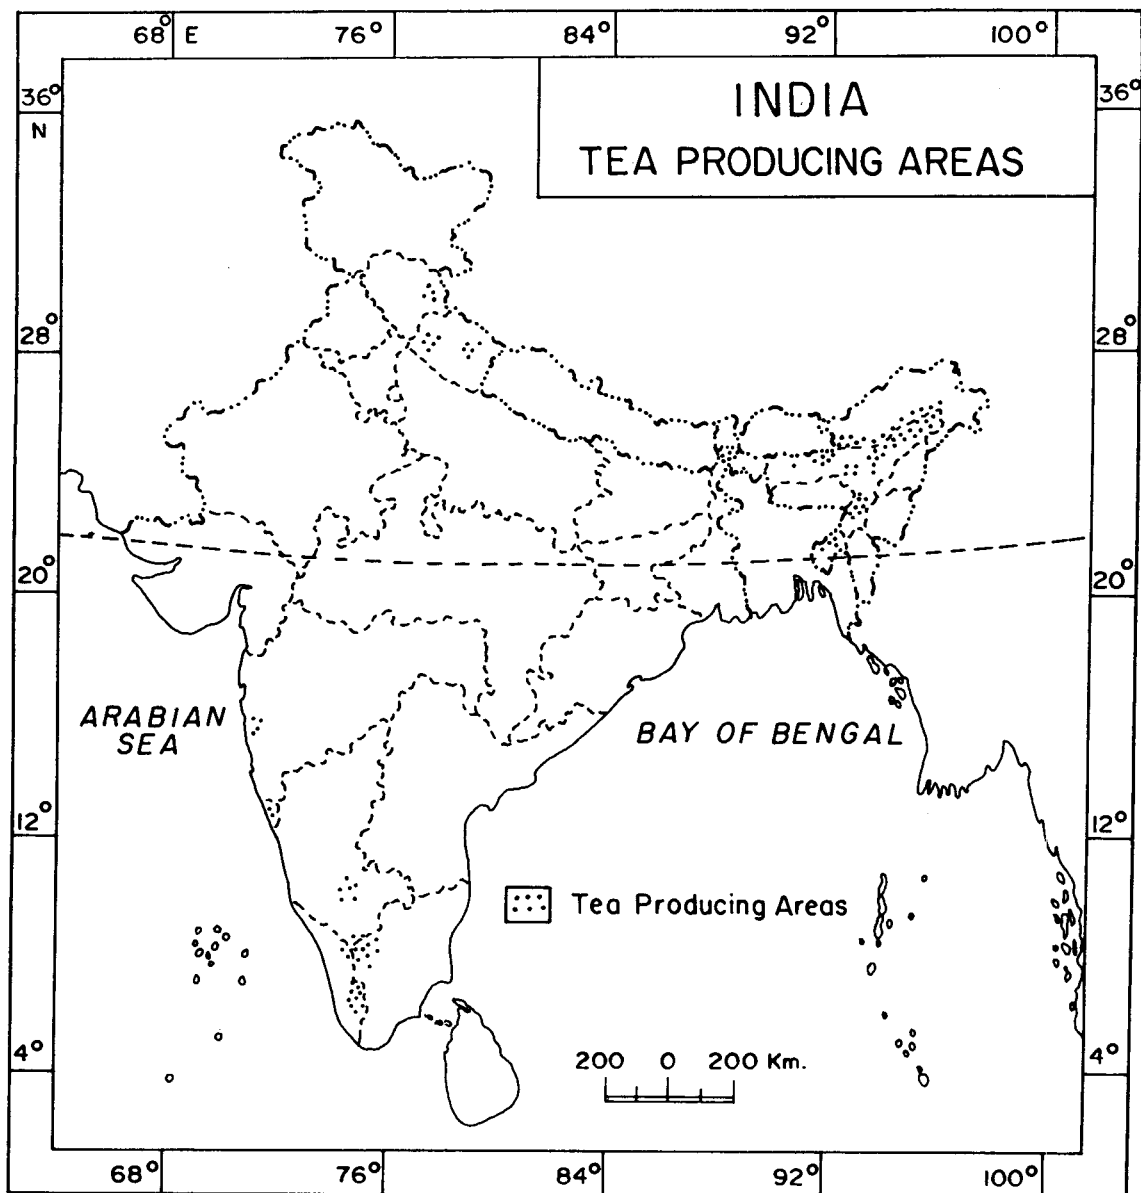 68° E 76° 84° 92° 100°
36° 36°
N
INDIA
TEA PRODUCING AREAS
28° 28°
20° 20°
ARABIAN
SEA
BAY OF BENGAL
12° 12°
Tea Producing Areas
200 0 200 Km.
4° 4°
68° 76° 84° 92° 100°